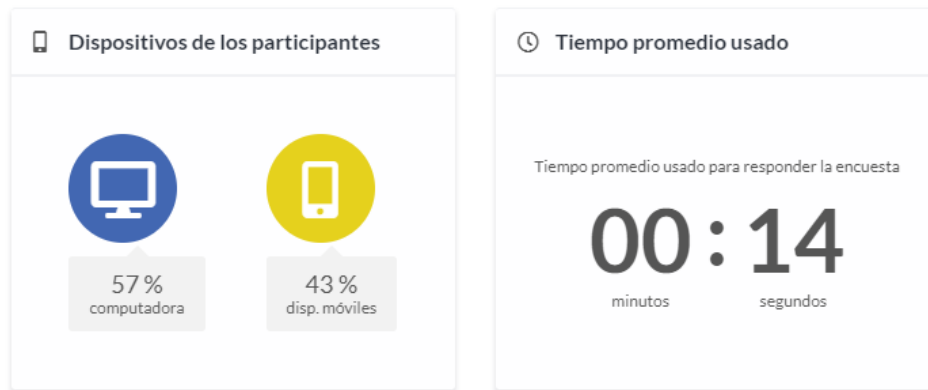 Dispositivos de los participantes
57 %
computadora
43 %
disp. móviles
Tiempo promedio usado
Tiempo promedio usado para responder la encuesta
00 : 14
minutos segundos